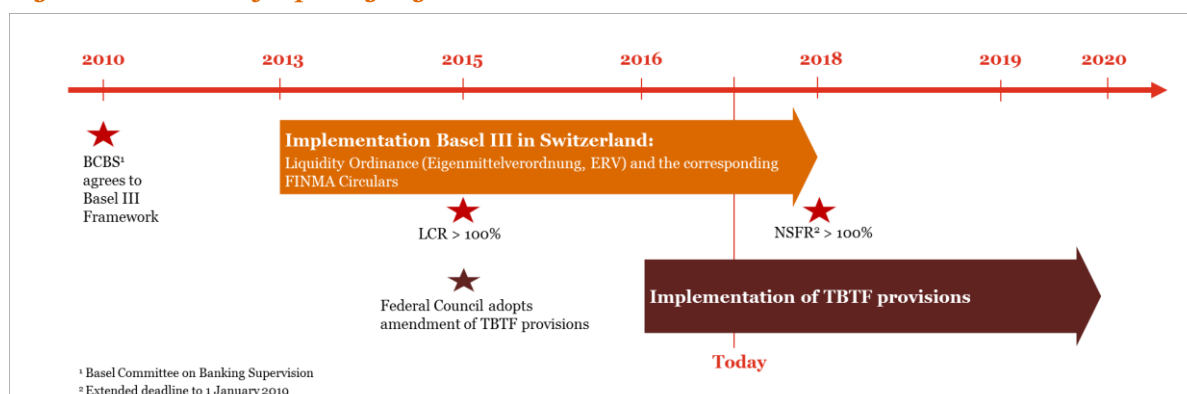 2010 2013 2015 2016 2018 2019 2020
Implementation Basel III in Switzerland:
Liquidity Ordinance (Eigenmittelverordnung, ERV) and the corresponding
FINMA Circulars
BCBS¹
agrees to
Basel III
Framework
LCR > 100%
NSFR² > 100%
Federal Council adopts
amendment of TBTF provisions
Implementation of TBTF provisions
Today
¹ Basel Committee on Banking Supervision
² Extended deadline to 1 January 2019